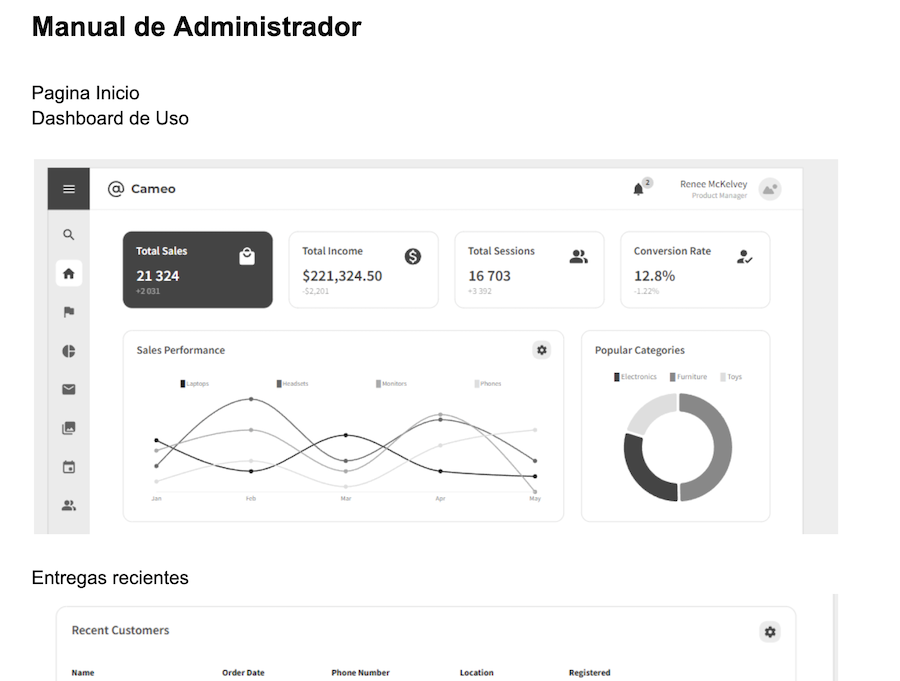 Manual de Administrador
Pagina Inicio
Dashboard de Uso
@ Cameo
2
Renee McKelvey
Product Manager
Total Sales
21 324
+2 031
Total Income
$221,324.50
-$2,201
Total Sessions
16 703
+3 392
Conversion Rate
12.8%
-1.22%
Sales Performance
Laptops Headsets Monitors Phones
Jan Feb Mar Apr May
Popular Categories
Electronics Furniture Toys
Entregas recientes
Recent Customers
Name Order Date Phone Number Location Registered